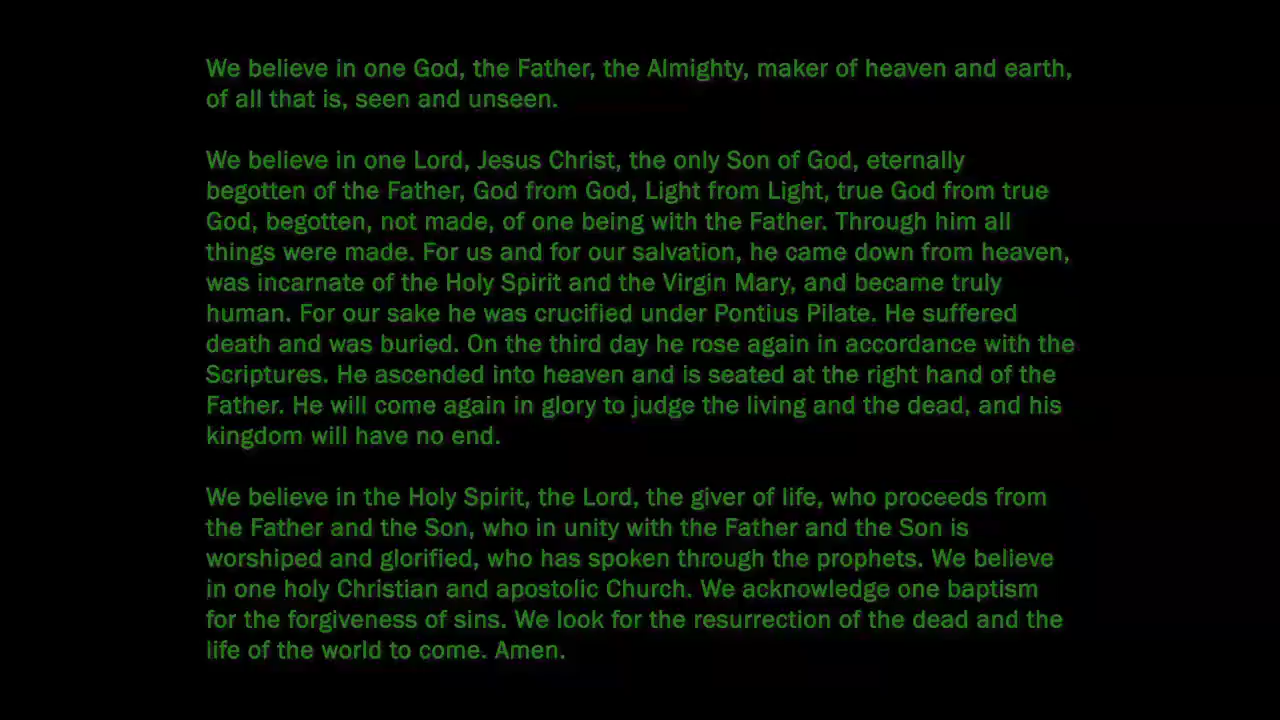 We believe in one God, the Father, the Almighty, maker of heaven and earth,
of all that is, seen and unseen.
We believe in one Lord, Jesus Christ, the only Son of God, eternally
begotten of the Father, God from God, Light from Light, true God from true
God, begotten, not made, of one being with the Father. Through him all
things were made. For us and for our salvation, he came down from heaven,
was incarnate of the Holy Spirit and the Virgin Mary, and became truly
human. For our sake he was crucified under Pontius Pilate. He suffered
death and was buried. On the third day he rose again in accordance with the
Scriptures. He ascended into heaven and is seated at the right hand of the
Father. He will come again in glory to judge the living and the dead, and his
kingdom will have no end.
We believe in the Holy Spirit, the Lord, the giver of life, who proceeds from
the Father and the Son, who in unity with the Father and the Son is
worshiped and glorified, who has spoken through the prophets. We believe
in one holy Christian and apostolic Church. We acknowledge one baptism
for the forgiveness of sins. We look for the resurrection of the dead and the
life of the world to come. Amen.